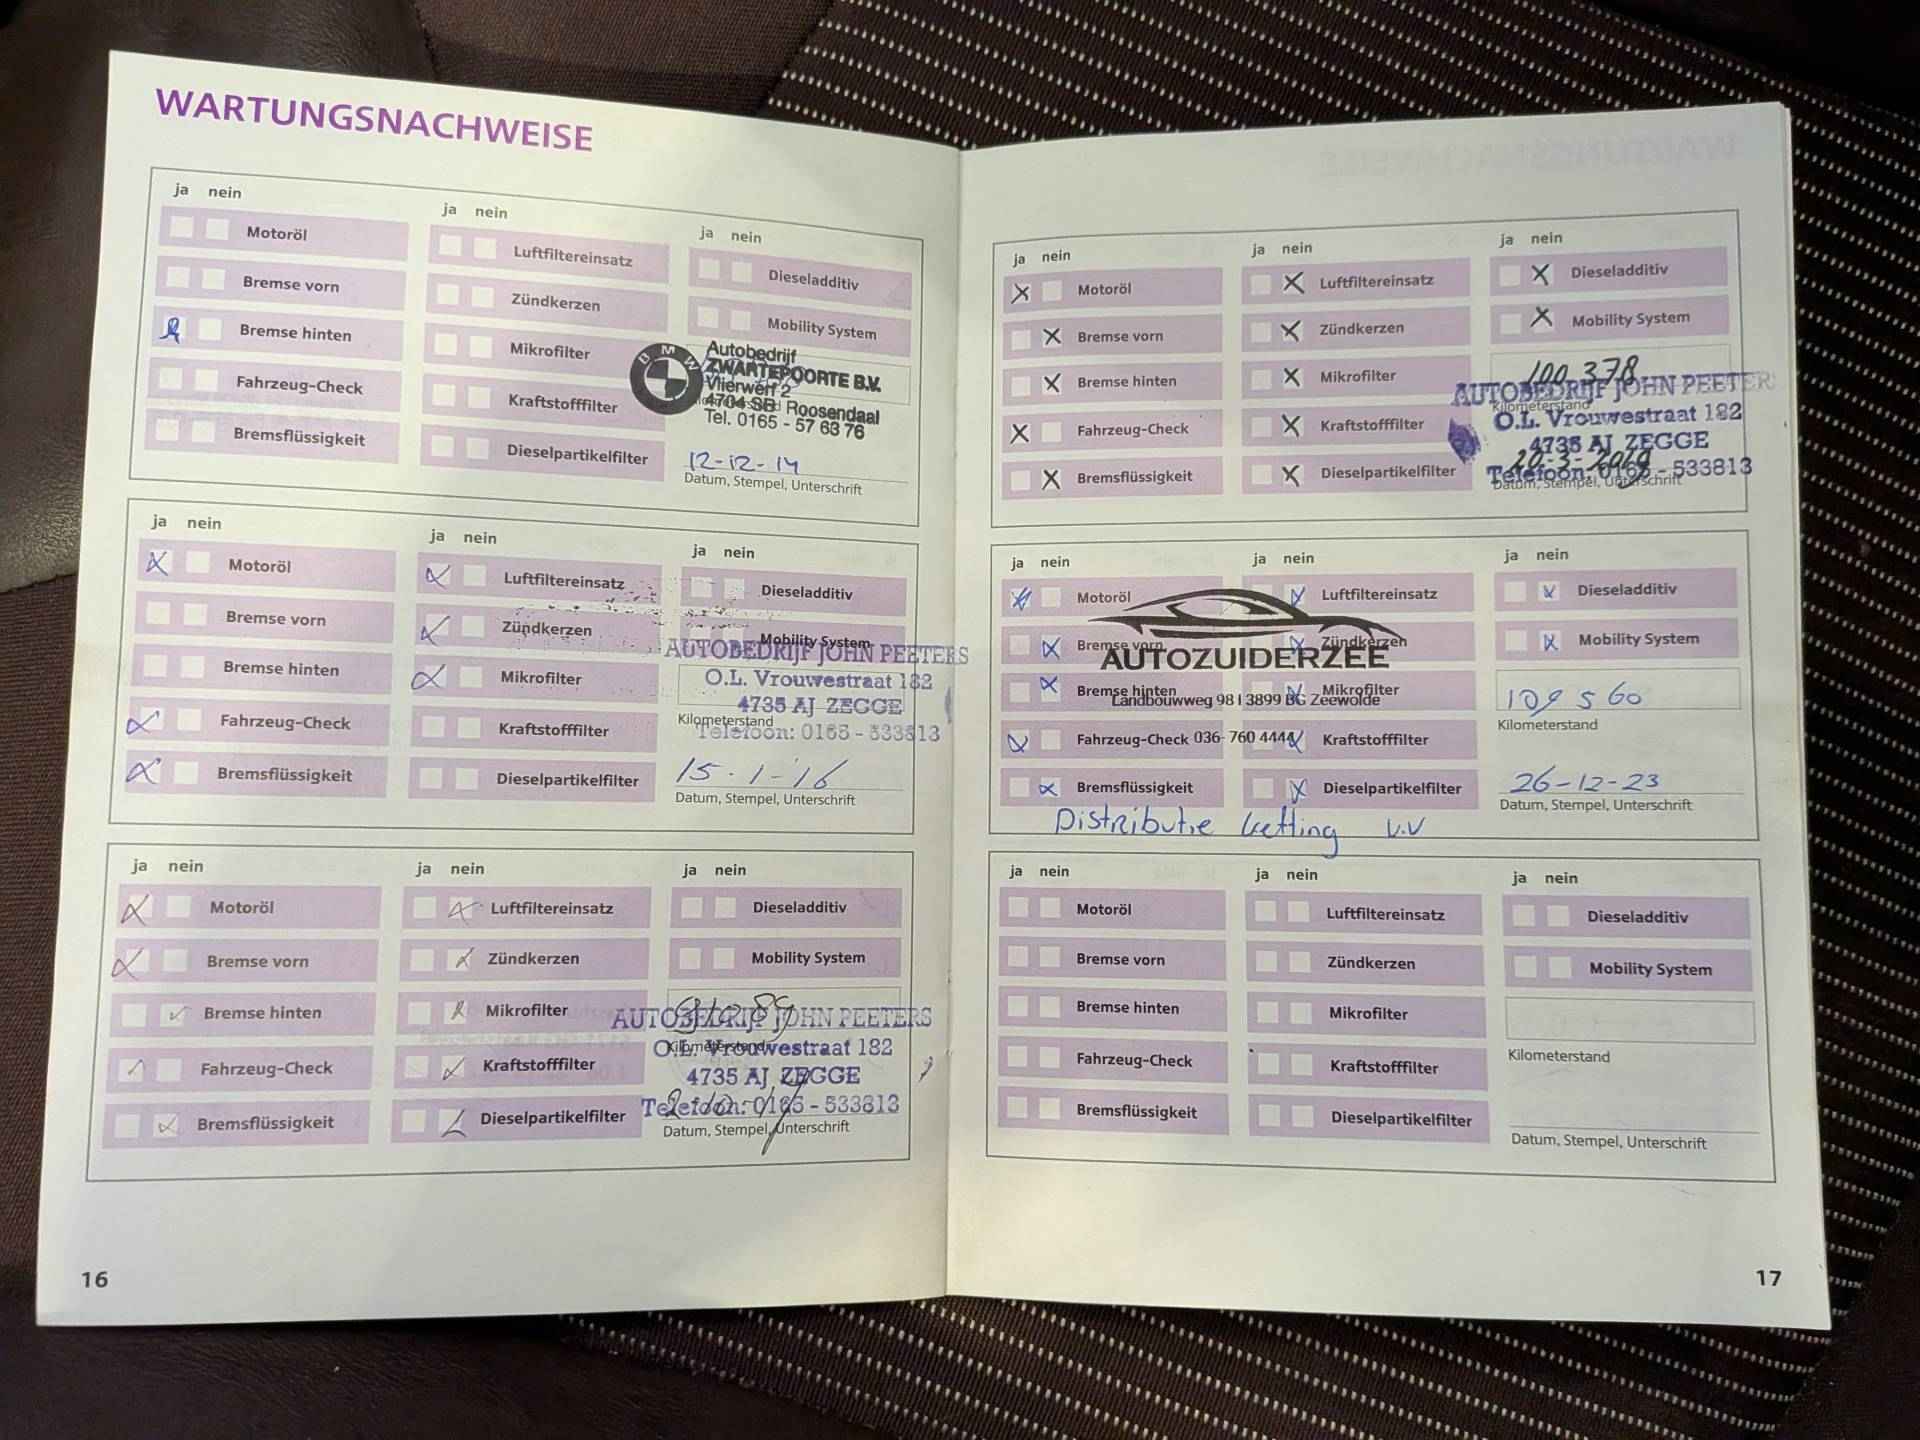 WARTUNGSNACHWEISE
ja nein
Motoröl
Bremse vorn
Bremse hinten
Fahrzeug-Check
Bremsflüssigkeit
ja nein
Luftfiltereinsatz
Zündkerzen
Mikrofilter
Kraftstofffilter
Dieselpartikelfilter
ja nein
Dieseladditiv
Mobility System
BMW
Autobedrijf
ZWARTEPOORTE B.V.
Vlierwerf 2
4704 SB Roosendaal
Tel. 0165 - 57 63 76
12-12-14
Datum, Stempel, Unterschrift
ja nein
Motoröl
Bremse vorn
Bremse hinten
Fahrzeug-Check
Bremsflüssigkeit
ja nein
Luftfiltereinsatz
Zündkerzen
Mikrofilter
Kraftstofffilter
Dieselpartikelfilter
ja nein
Dieseladditiv
Mobility System
AUTOBEDRIJF JOHN PEETERS
O.L. Vrouwestraat 182
4735 AJ ZEGGE
Kilometerstand
Telefoon: 0165 - 533813
15-1-'16
Datum, Stempel, Unterschrift
ja nein
Motoröl
Bremse vorn
Bremse hinten
Fahrzeug-Check
Bremsflüssigkeit
ja nein
Luftfiltereinsatz
Zündkerzen
Mikrofilter
Kraftstofffilter
Dieselpartikelfilter
ja nein
Dieseladditiv
Mobility System
AUTOBEDRIJF JOHN PEETERS
Kilometerstand
O.L. Vrouwestraat 182
4735 AJ ZEGGE
Telefoon: 0165 - 533813
Datum, Stempel, Unterschrift
16
ja nein
Motoröl
Bremse vorn
Bremse hinten
Fahrzeug-Check
Bremsflüssigkeit
ja nein
Luftfiltereinsatz
Zündkerzen
Mikrofilter
Kraftstofffilter
Dieselpartikelfilter
ja nein
Dieseladditiv
Mobility System
100 378
AUTOBEDRIJF JOHN PEETERS
Kilometerstand
O.L. Vrouwestraat 182
4735 AJ ZEGGE
20-3-2019
Telefoon: 0165 - 533813
Datum, Stempel, Unterschrift
ja nein
Motoröl
Bremse vorn
Bremse hinten
Fahrzeug-Check
Bremsflüssigkeit
ja nein
Luftfiltereinsatz
Zündkerzen
Mikrofilter
Kraftstofffilter
Dieselpartikelfilter
AUTOZUIDERZEE
Landbouwweg 98 I 3899 BG Zeewolde
036- 760 4444
ja nein
Dieseladditiv
Mobility System
109 560
Kilometerstand
26-12-23
Datum, Stempel, Unterschrift
Distributie ketting v.v
ja nein
Motoröl
Bremse vorn
Bremse hinten
Fahrzeug-Check
Bremsflüssigkeit
ja nein
Luftfiltereinsatz
Zündkerzen
Mikrofilter
Kraftstofffilter
Dieselpartikelfilter
ja nein
Dieseladditiv
Mobility System
Kilometerstand
Datum, Stempel, Unterschrift
17